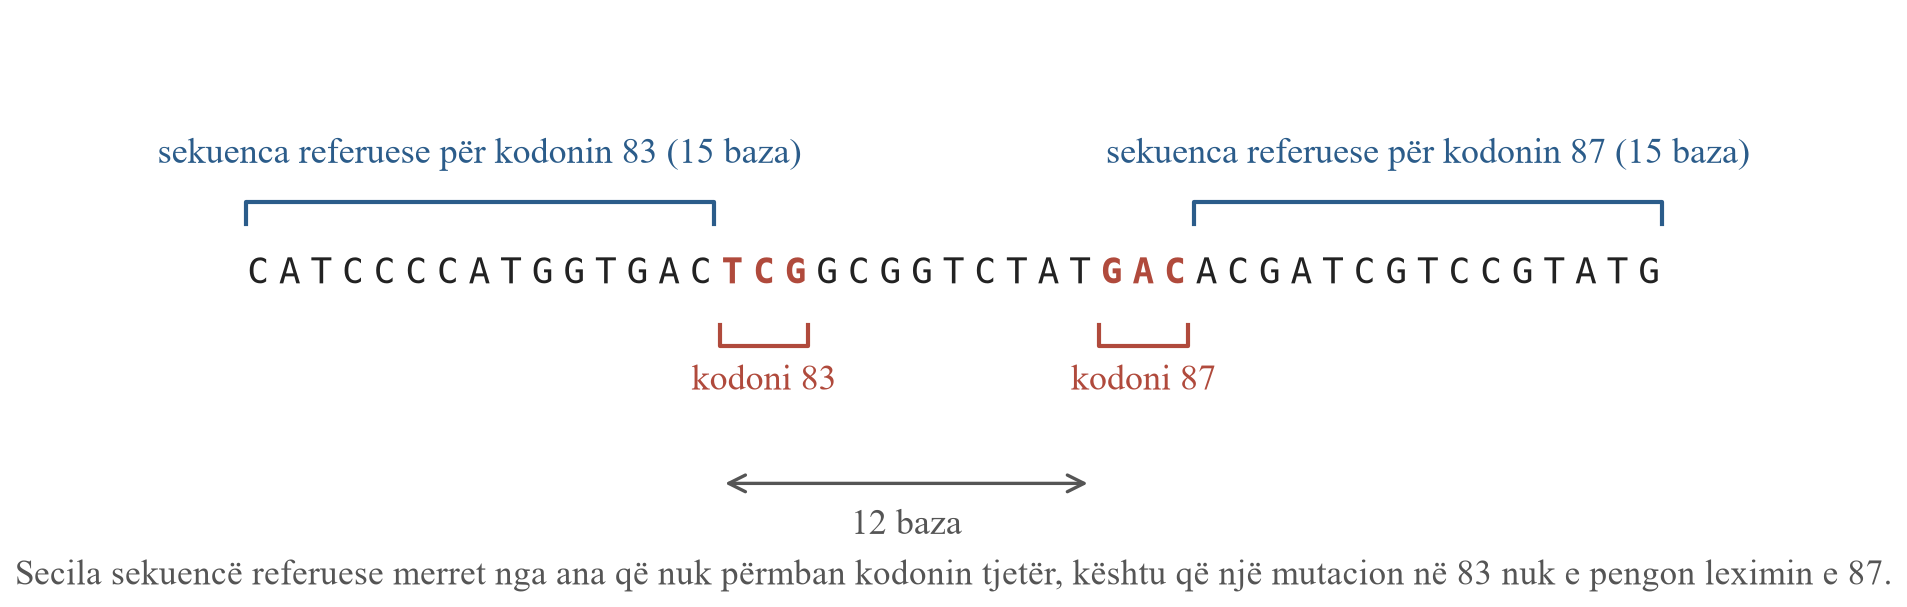 sekuenca referuese për kodonin 83 (15 baza)
sekuenca referuese për kodonin 87 (15 baza)
C A T C C C C A T G G T G A C T C G G C G G T C T A T G A C A C G A T C G T C C G T A T G
kodoni 83
kodoni 87
12 baza
Secila sekuencë referuese merret nga ana që nuk përmban kodonin tjetër, kështu që një mutacion në 83 nuk e pengon leximin e 87.